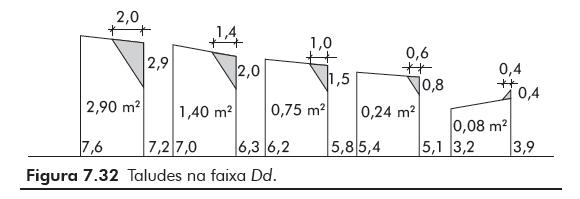 2,0
1,4
1,0
0,6
0,4
2,9
2,0
1,5
0,8
0,4
2,90 m²
1,40 m²
0,75 m²
0,24 m²
0,08 m²
7,6 7,2 7,0 6,3 6,2 5,8 5,4 5,1 3,2 3,9
Figura 7.32 Taludes na faixa Dd.